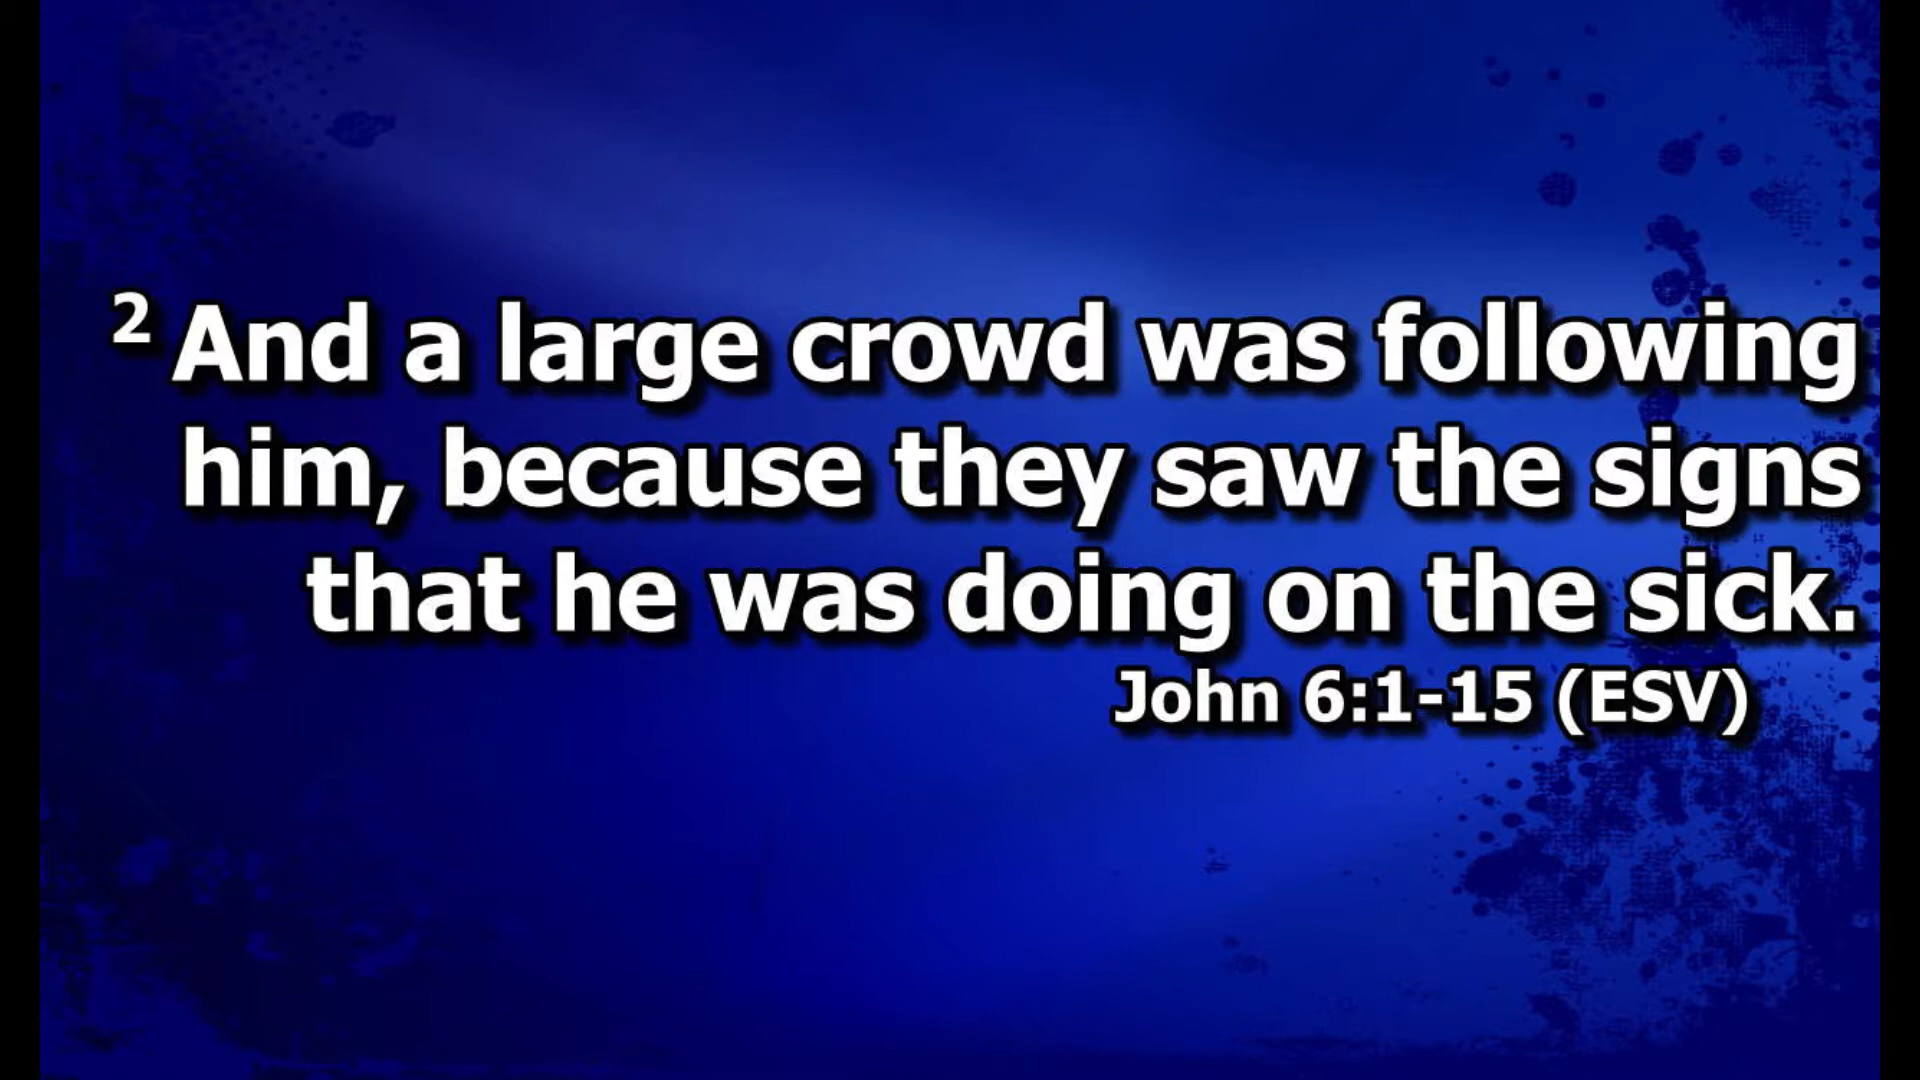 2 And a large crowd was following
him, because they saw the signs
that he was doing on the sick.
John 6:1-15 (ESV)